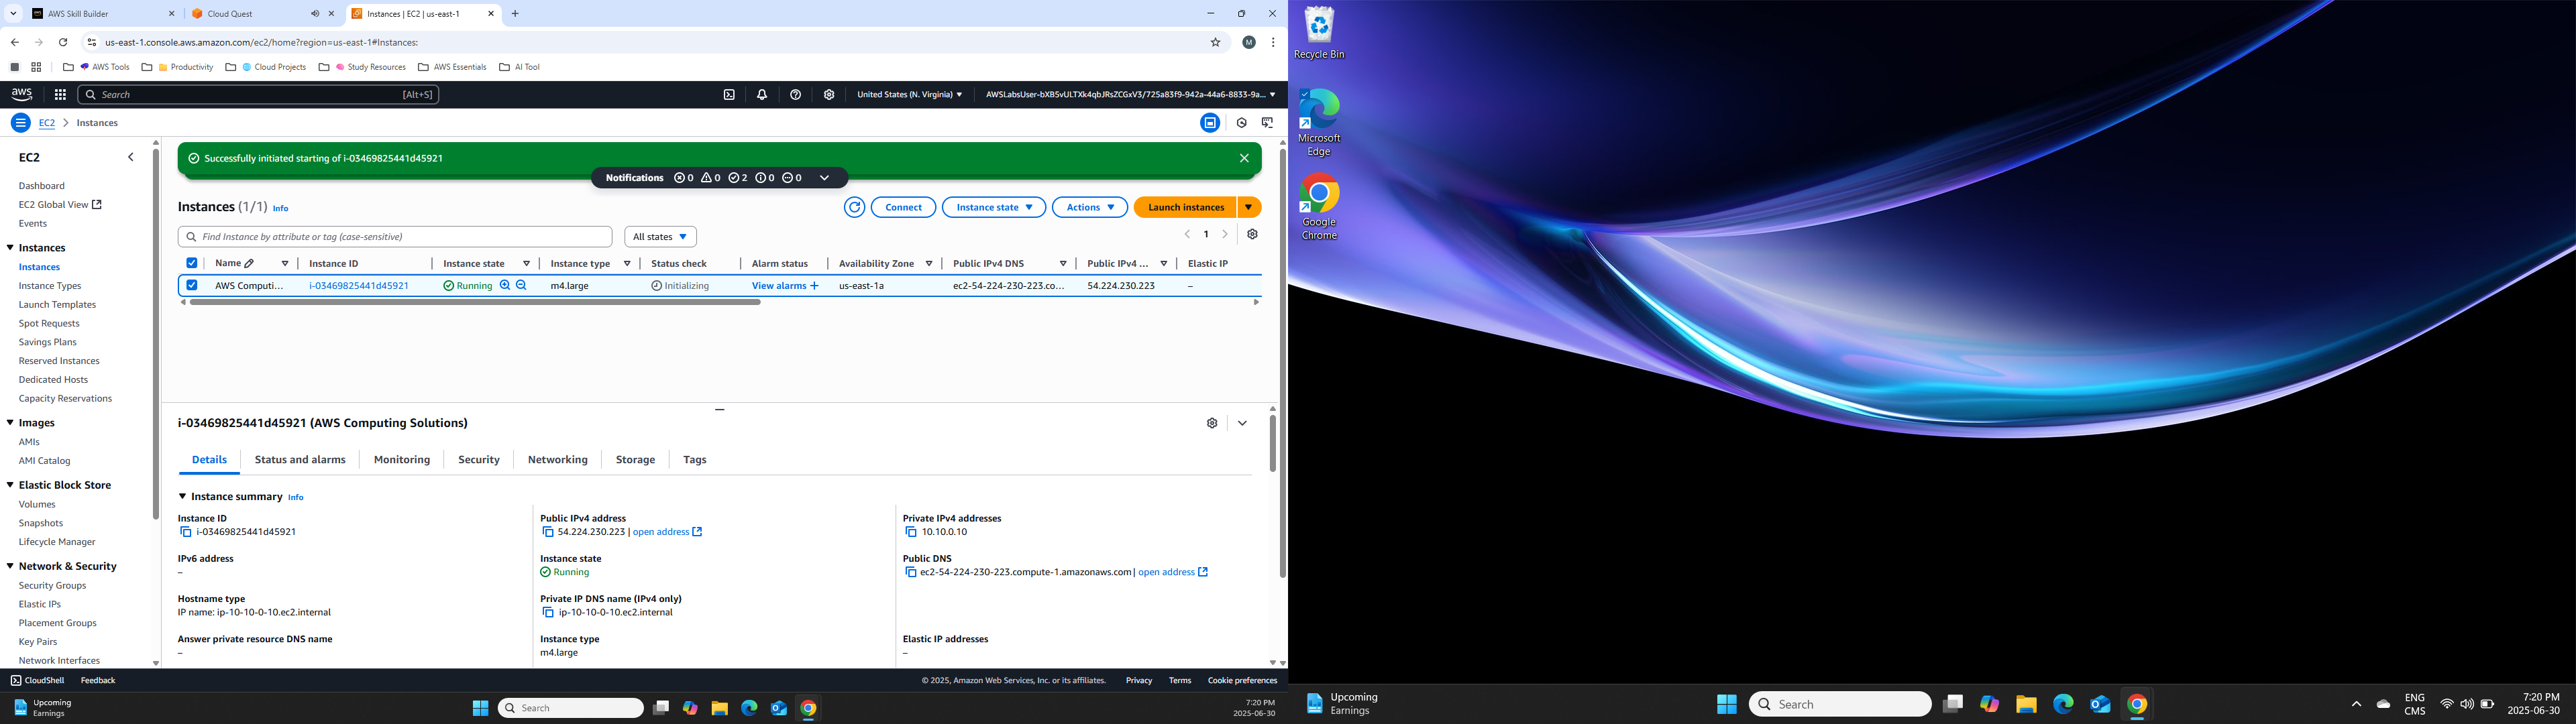 AWS Skill Builder
Cloud Quest
Instances | EC2 | us-east-1
us-east-1.console.aws.amazon.com/ec2/home?region=us-east-1#Instances:
M
AWS Tools
Productivity
Cloud Projects
Study Resources
AWS Essentials
AI Tool
aws
Search
[Alt+S]
United States (N. Virginia)
AWSLabsUser-bXB5vULTXk4qbJRsZCGxV3/725a83f9-942a-44a6-8833-9a...
EC2
Instances
EC2
Dashboard
EC2 Global View
Events
Instances
Instances
Instance Types
Launch Templates
Spot Requests
Savings Plans
Reserved Instances
Dedicated Hosts
Capacity Reservations
Images
AMIs
AMI Catalog
Elastic Block Store
Volumes
Snapshots
Lifecycle Manager
Network & Security
Security Groups
Elastic IPs
Placement Groups
Key Pairs
Network Interfaces
Successfully initiated starting of i-03469825441d45921
Notifications 0 0 2 0 0
Instances (1/1) Info
Connect
Instance state
Actions
Launch instances
Find Instance by attribute or tag (case-sensitive)
All states
1
Name Instance ID Instance state Instance type Status check Alarm status Availability Zone Public IPv4 DNS Public IPv4 ... Elastic IP
AWS Computi... i-03469825441d45921 Running m4.large Initializing View alarms + us-east-1a ec2-54-224-230-223.co... 54.224.230.223 –
i-03469825441d45921 (AWS Computing Solutions)
Details Status and alarms Monitoring Security Networking Storage Tags
Instance summary Info
Instance ID
i-03469825441d45921
Public IPv4 address
54.224.230.223 | open address
Private IPv4 addresses
10.10.0.10
IPv6 address
–
Instance state
Running
Public DNS
ec2-54-224-230-223.compute-1.amazonaws.com | open address
Hostname type
IP name: ip-10-10-0-10.ec2.internal
Private IP DNS name (IPv4 only)
ip-10-10-0-10.ec2.internal
Answer private resource DNS name
–
Instance type
m4.large
Elastic IP addresses
–
CloudShell
Feedback
© 2025, Amazon Web Services, Inc. or its affiliates.
Privacy
Terms
Cookie preferences
Upcoming
Earnings
Search
7:20 PM
2025-06-30
Recycle Bin
Microsoft
Edge
Google
Chrome
Upcoming
Earnings
Search
ENG
CMS
7:20 PM
2025-06-30